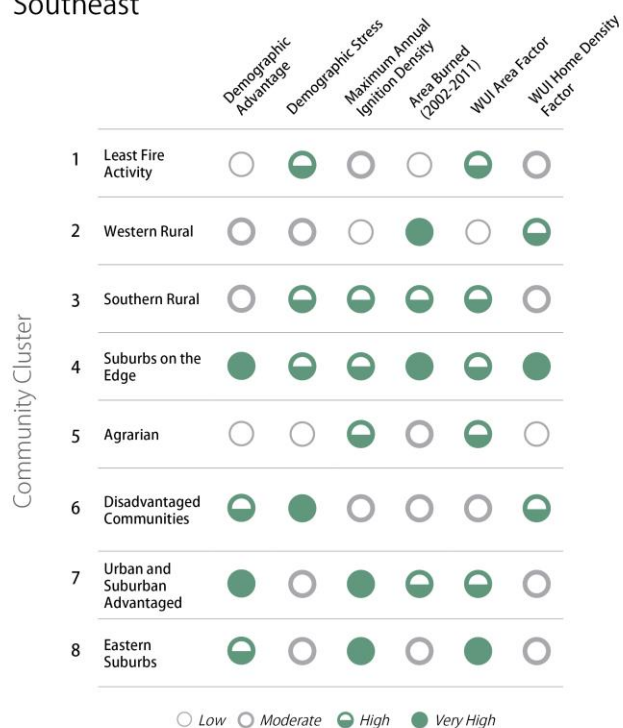 Southeast
Demographic
Advantage
Demographic Stress
Maximum Annual
Ignition Density
Area Burned
(2002-2011)
WUI Area Factor
WUI Home Density
Factor
Community Cluster
1 Least Fire
Activity
2 Western Rural
3 Southern Rural
4 Suburbs on the
Edge
5 Agrarian
6 Disadvantaged
Communities
7 Urban and
Suburban
Advantaged
8 Eastern
Suburbs
Low Moderate High Very High